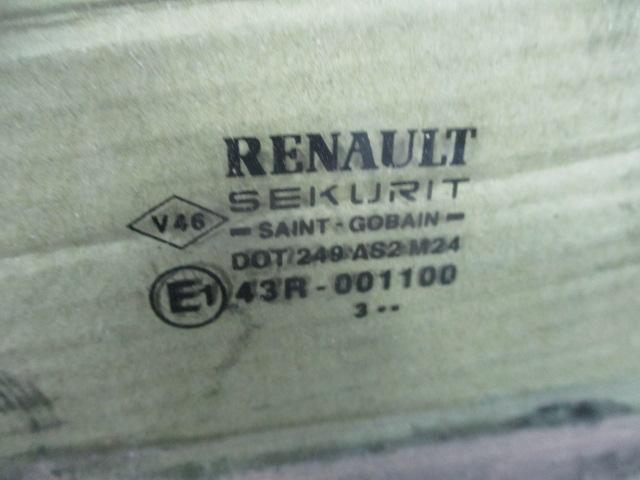 RENAULT
SEKURIT
V46
SAINT-GOBAIN
DOT/249 AS2 M24
E1 43R-001100
3 --